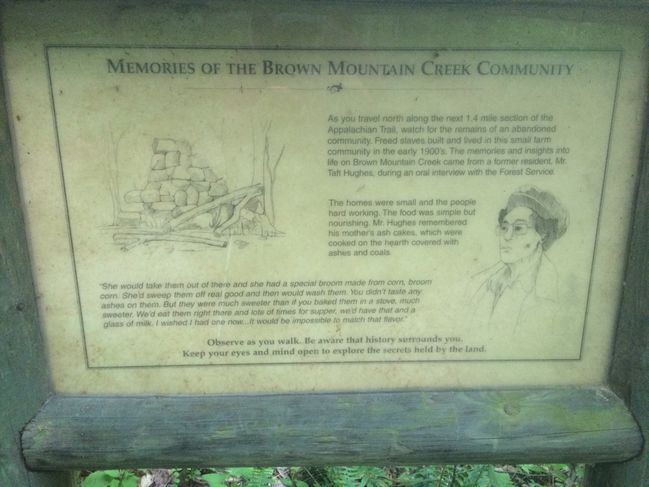 MEMORIES OF THE BROWN MOUNTAIN CREEK COMMUNITY
As you travel north along the next 1.4 mile section of the
Appalachian Trail, watch for the remains of an abandoned
community. Freed slaves built and lived in this small farm
community in the early 1900's. The memories and insights into
life on Brown Mountain Creek came from a former resident, Mr.
Taft Hughes, during an oral interview with the Forest Service.
The homes were small and the people
hard working. The food was simple but
nourishing. Mr. Hughes remembered
his mother's ash cakes, which were
cooked on the hearth covered with
ashes and coals.
"She would take them out of there and she had a special broom made from corn, broom
corn. She'd sweep them off real good and then would wash them. You didn't taste any
ashes on them. But they were much sweeter than if you baked them in a stove, much
sweeter. We'd eat them right there and lots of times for supper, we'd have that and a
glass of milk. I wished I had one now...It would be impossible to match that flavor."
Observe as you walk. Be aware that history surrounds you.
Keep your eyes and mind open to explore the secrets held by the land.